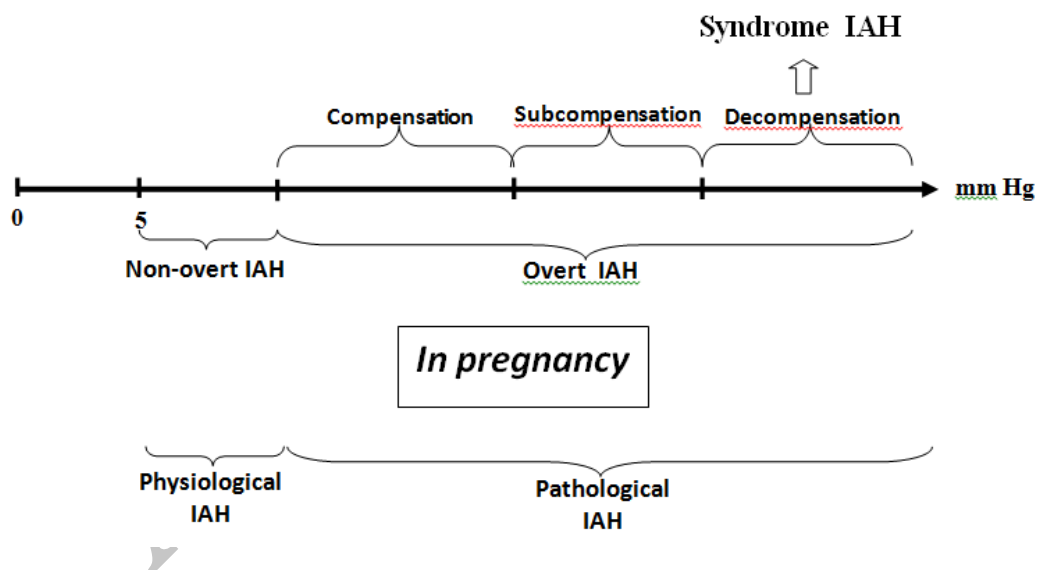 Syndrome IAH
Compensation
Subcompensation
Decompensation
mm Hg
0
5
Non-overt IAH
Overt IAH
In pregnancy
Physiological
IAH
Pathological
IAH